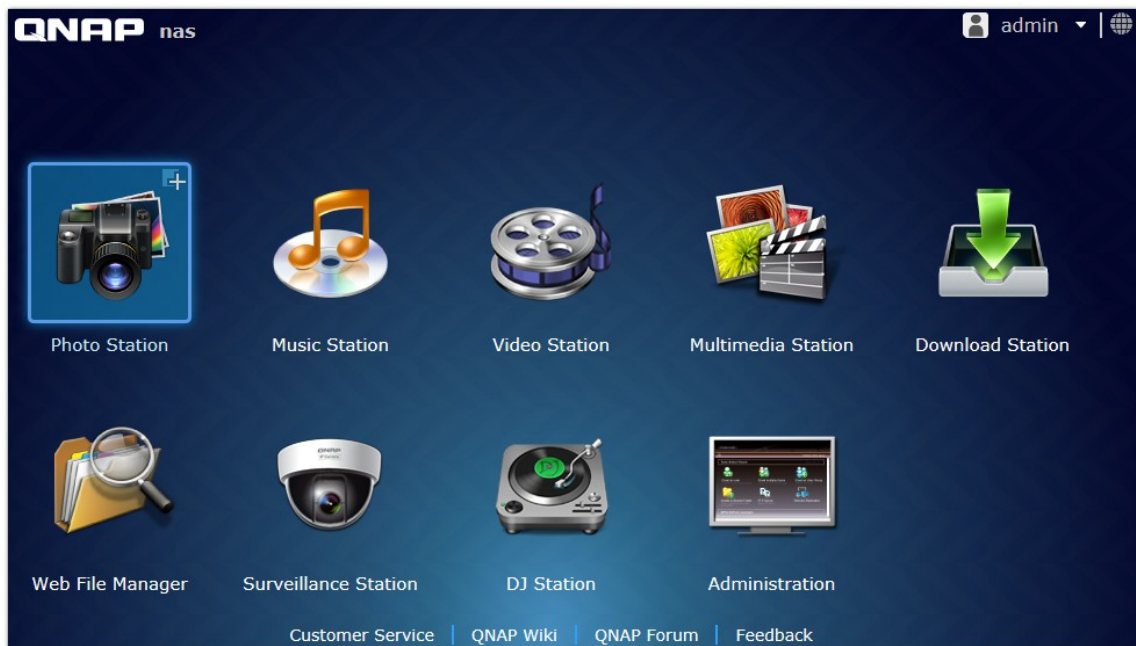 QNAP nas
admin
Photo Station
Music Station
Video Station
Multimedia Station
Download Station
Web File Manager
Surveillance Station
DJ Station
Administration
Customer Service
QNAP Wiki
QNAP Forum
Feedback